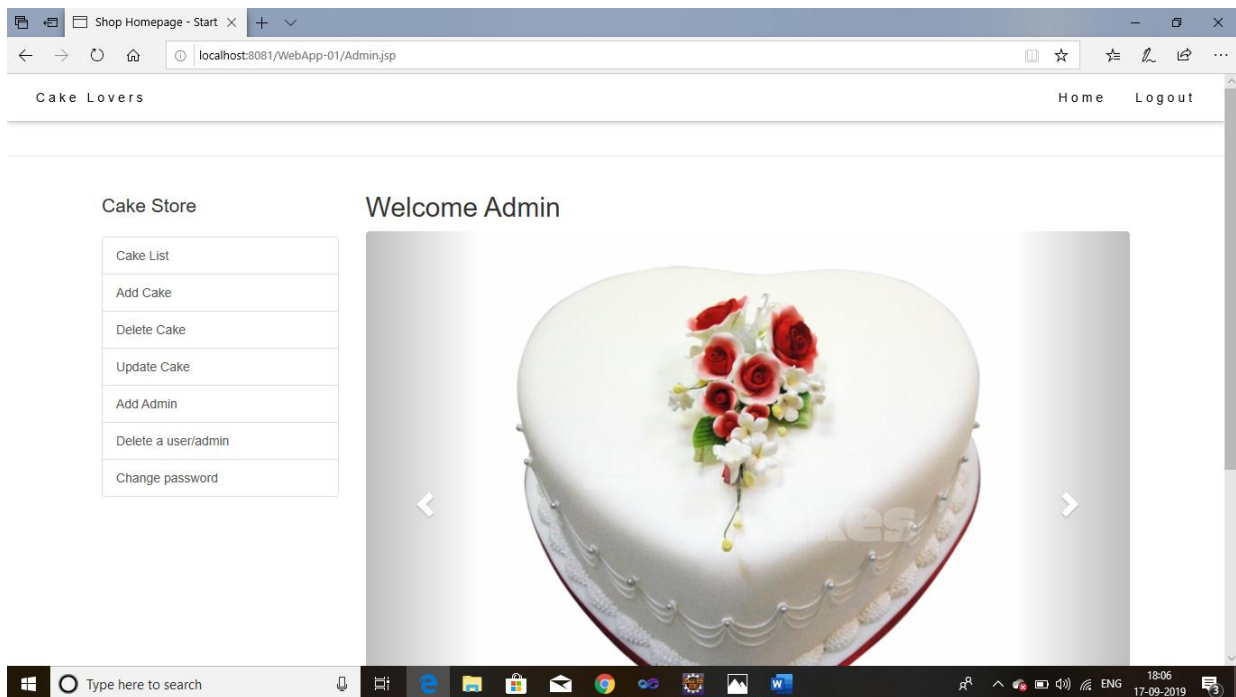 Shop Homepage - Start
localhost:8081/WebApp-01/Admin.jsp
Cake Lovers
Home Logout
Cake Store
Welcome Admin
Cake List
Add Cake
Delete Cake
Update Cake
Add Admin
Delete a user/admin
Change password
Type here to search
ENG
18:06
17-09-2019
3